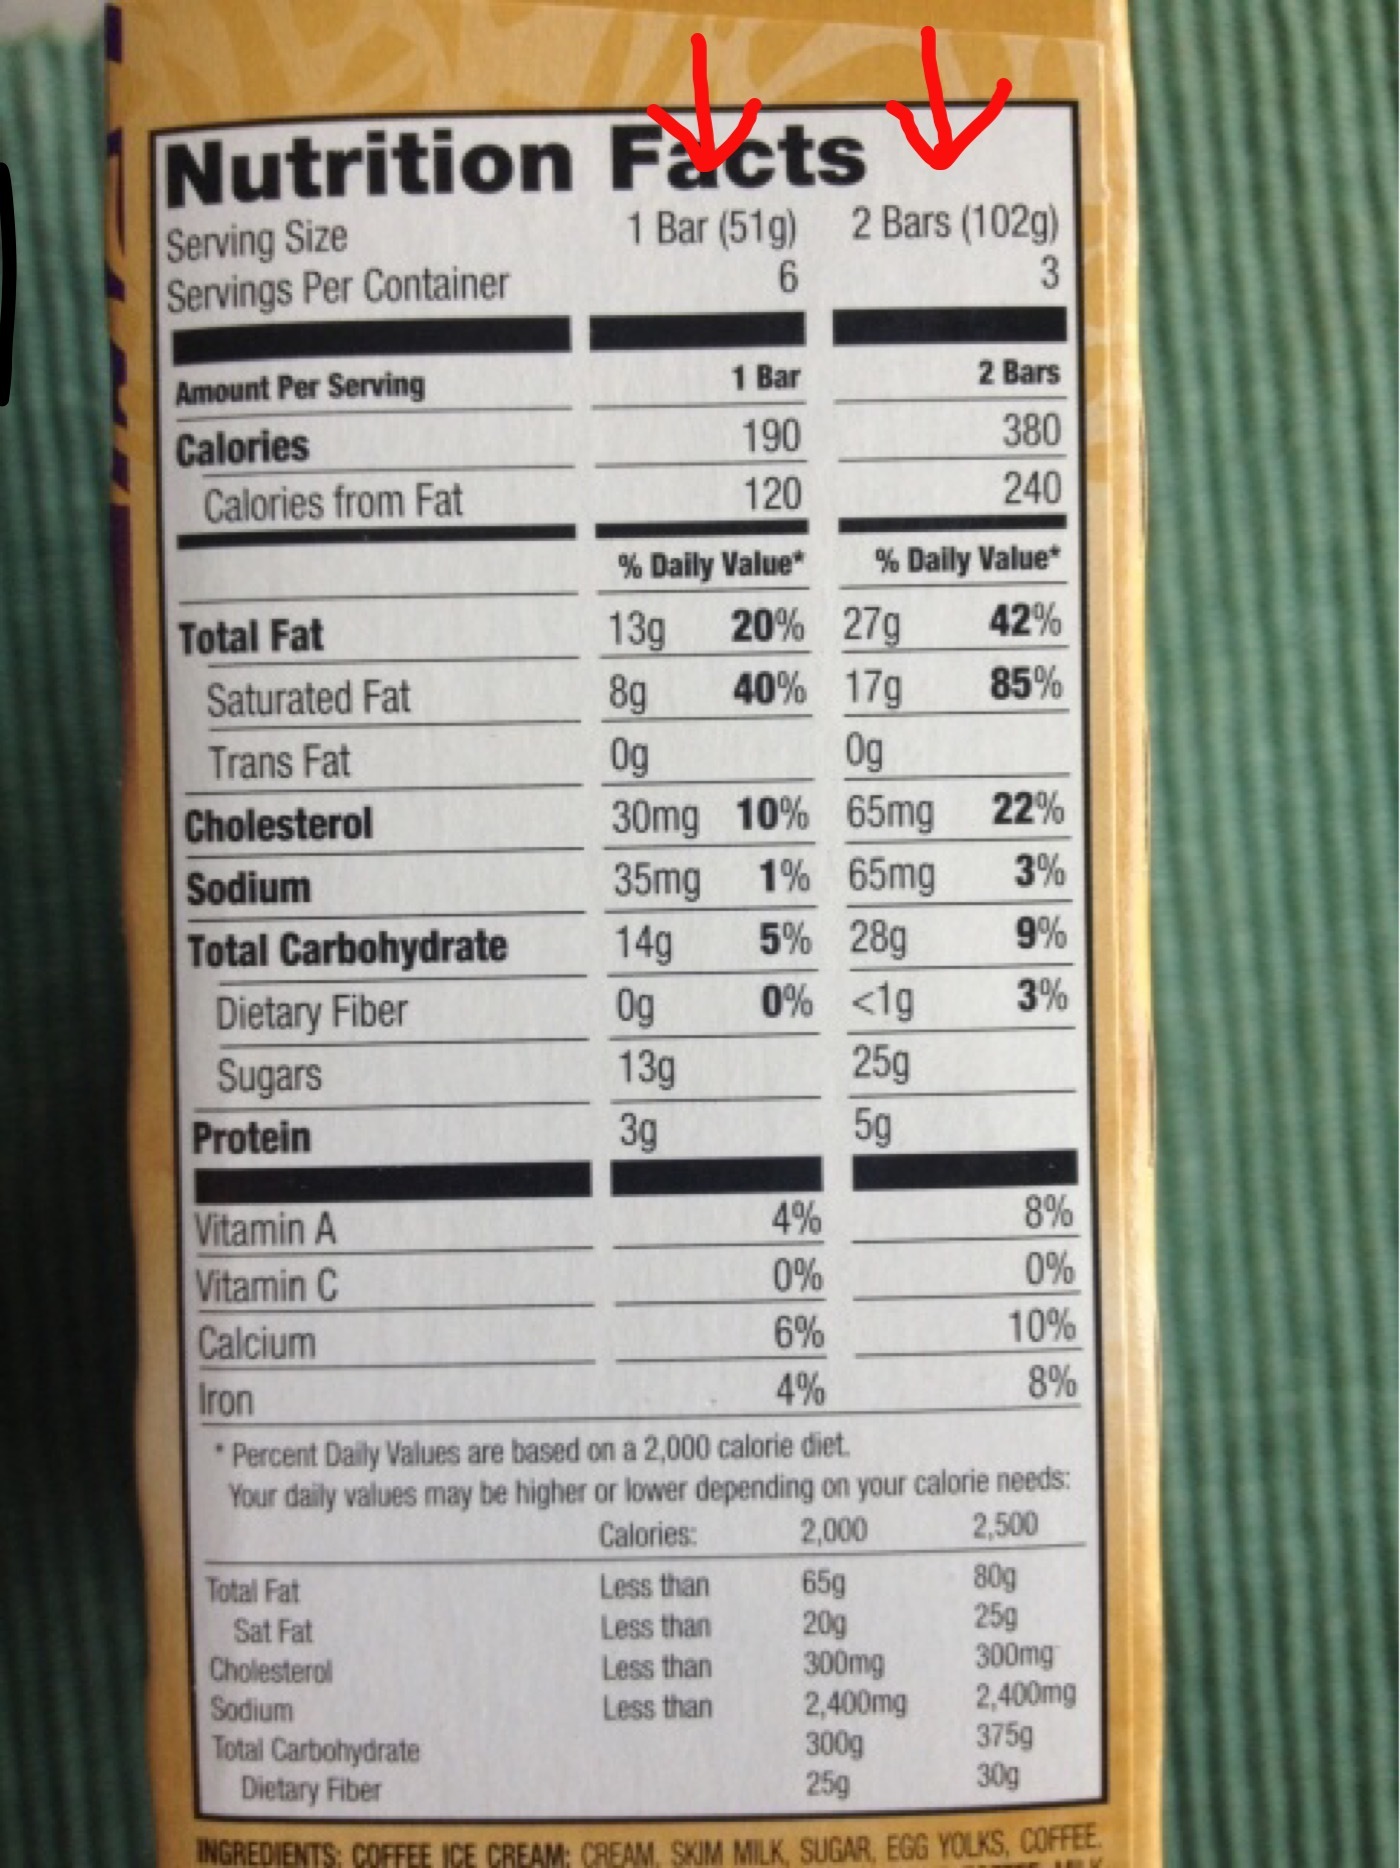 Nutrition Facts
Serving Size 1 Bar (51g) 2 Bars (102g)
Servings Per Container 6 3
Amount Per Serving 1 Bar 2 Bars
Calories 190 380
Calories from Fat 120 240
% Daily Value* % Daily Value*
Total Fat 13g 20% 27g 42%
Saturated Fat 8g 40% 17g 85%
Trans Fat 0g 0g
Cholesterol 30mg 10% 65mg 22%
Sodium 35mg 1% 65mg 3%
Total Carbohydrate 14g 5% 28g 9%
Dietary Fiber 0g 0% <1g 3%
Sugars 13g 25g
Protein 3g 5g
Vitamin A 4% 8%
Vitamin C 0% 0%
Calcium 6% 10%
Iron 4% 8%
* Percent Daily Values are based on a 2,000 calorie diet.
Your daily values may be higher or lower depending on your calorie needs:
Calories: 2,000 2,500
Total Fat Less than 65g 80g
Sat Fat Less than 20g 25g
Cholesterol Less than 300mg 300mg
Sodium Less than 2,400mg 2,400mg
Total Carbohydrate 300g 375g
Dietary Fiber 25g 30g
INGREDIENTS: COFFEE ICE CREAM: CREAM, SKIM MILK, SUGAR, EGG YOLKS, COFFEE.